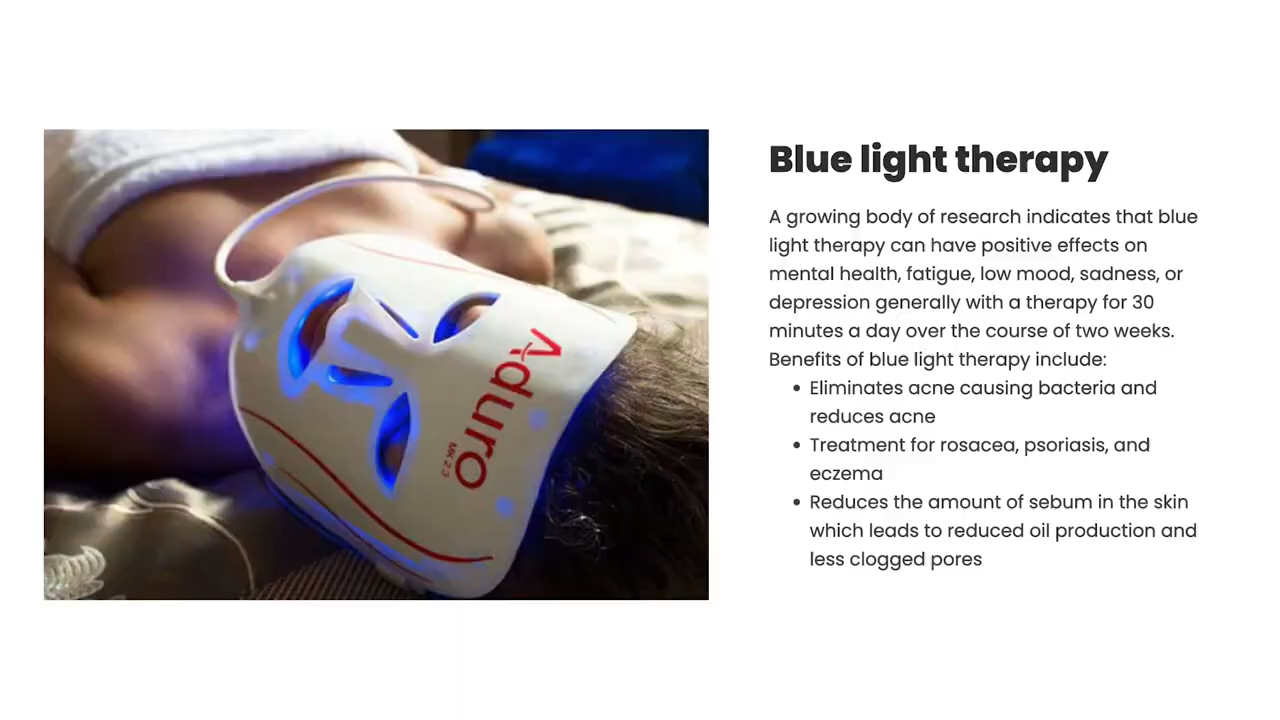 Blue light therapy
A growing body of research indicates that blue
light therapy can have positive effects on
mental health, fatigue, low mood, sadness, or
depression generally with a therapy for 30
minutes a day over the course of two weeks.
Benefits of blue light therapy include:
• Eliminates acne causing bacteria and
reduces acne
• Treatment for rosacea, psoriasis, and
eczema
• Reduces the amount of sebum in the skin
which leads to reduced oil production and
less clogged pores
Aduro